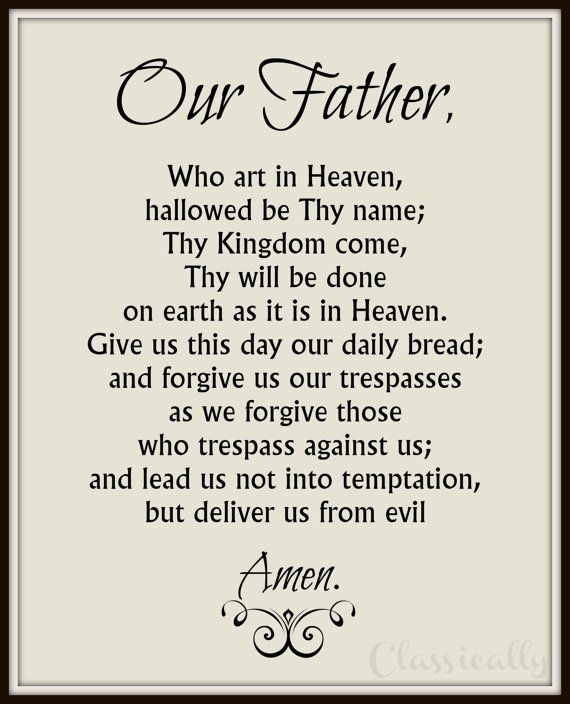 Our Father,
Who art in Heaven,
hallowed be Thy name;
Thy Kingdom come,
Thy will be done
on earth as it is in Heaven.
Give us this day our daily bread;
and forgive us our trespasses
as we forgive those
who trespass against us;
and lead us not into temptation,
but deliver us from evil
Amen.
Classically